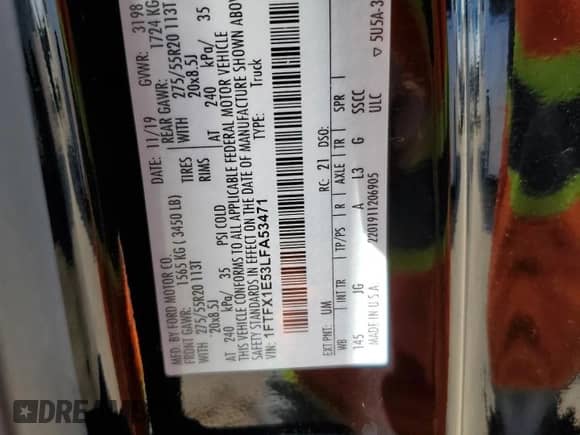 MFD. BY FORD MOTOR CO.
DATE: 11/19 GVWR: 3198
FRONT GAWR: 1565 KG ( 3450 LB) REAR GAWR: 1724 KG
WITH 275/55R20 113T TIRES WITH 275/55R20 113T
20x8.5J RIMS 20x8.5J
AT 240 kPa/ 35 PSI COLD AT 240 kPa/ 35
THIS VEHICLE CONFORMS TO ALL APPLICABLE FEDERAL MOTOR VEHICLE
SAFETY STANDARDS IN EFFECT ON THE DATE OF MANUFACTURE SHOWN ABOVE
VIN: 1FTFX1E53LFA53471 TYPE: Truck
EXT PNT: UM RC: 21 DSO:
WB INT TR TP/PS R AXLE TR SPR
145 JG A L3 G SSCC
2201911206905 ULC
MADE IN U.S.A. ▽ 5U5A-3